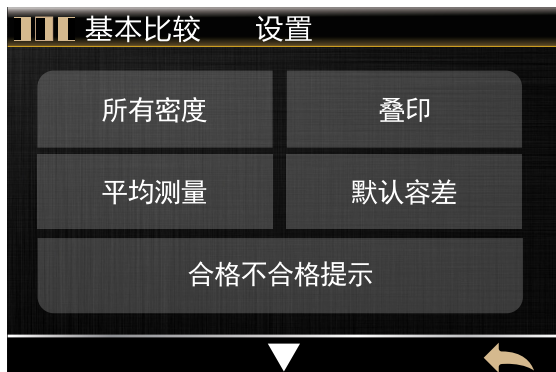 基本比较 设置
所有密度 叠印
平均测量 默认容差
合格不合格提示